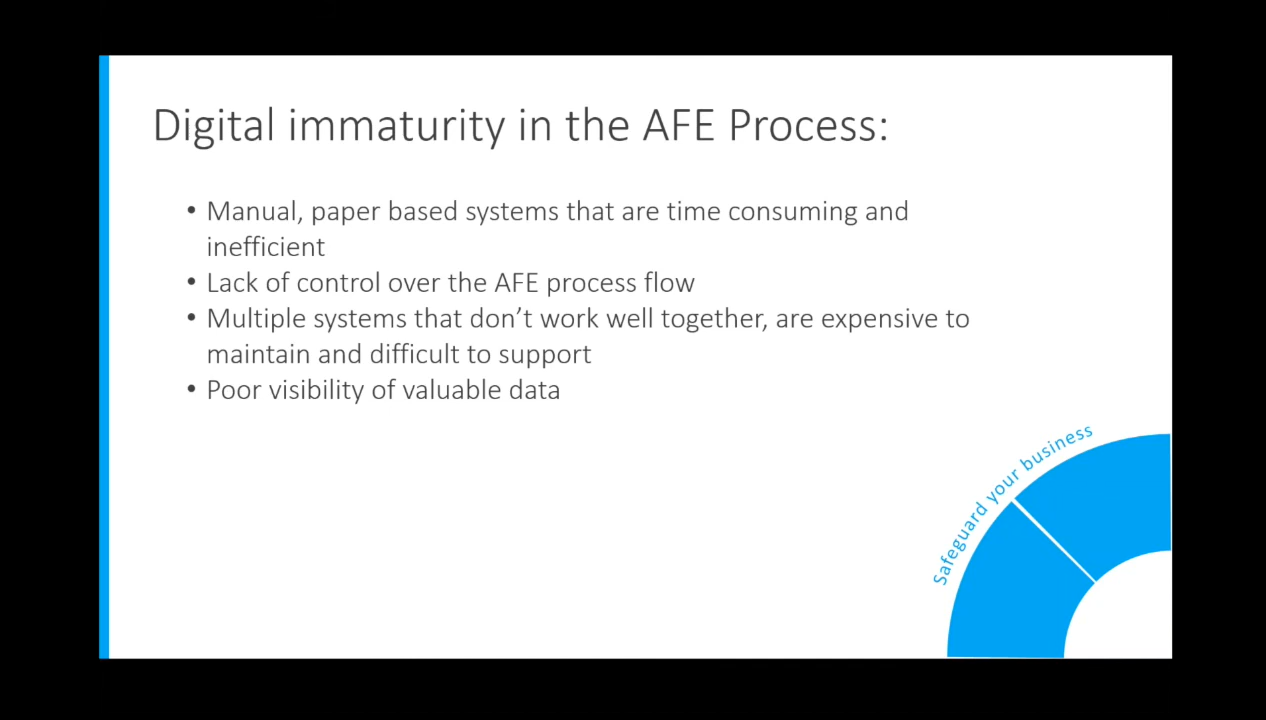 Digital immaturity in the AFE Process:
• Manual, paper based systems that are time consuming and
inefficient
• Lack of control over the AFE process flow
• Multiple systems that don’t work well together, are expensive to
maintain and difficult to support
• Poor visibility of valuable data
Safeguard your business